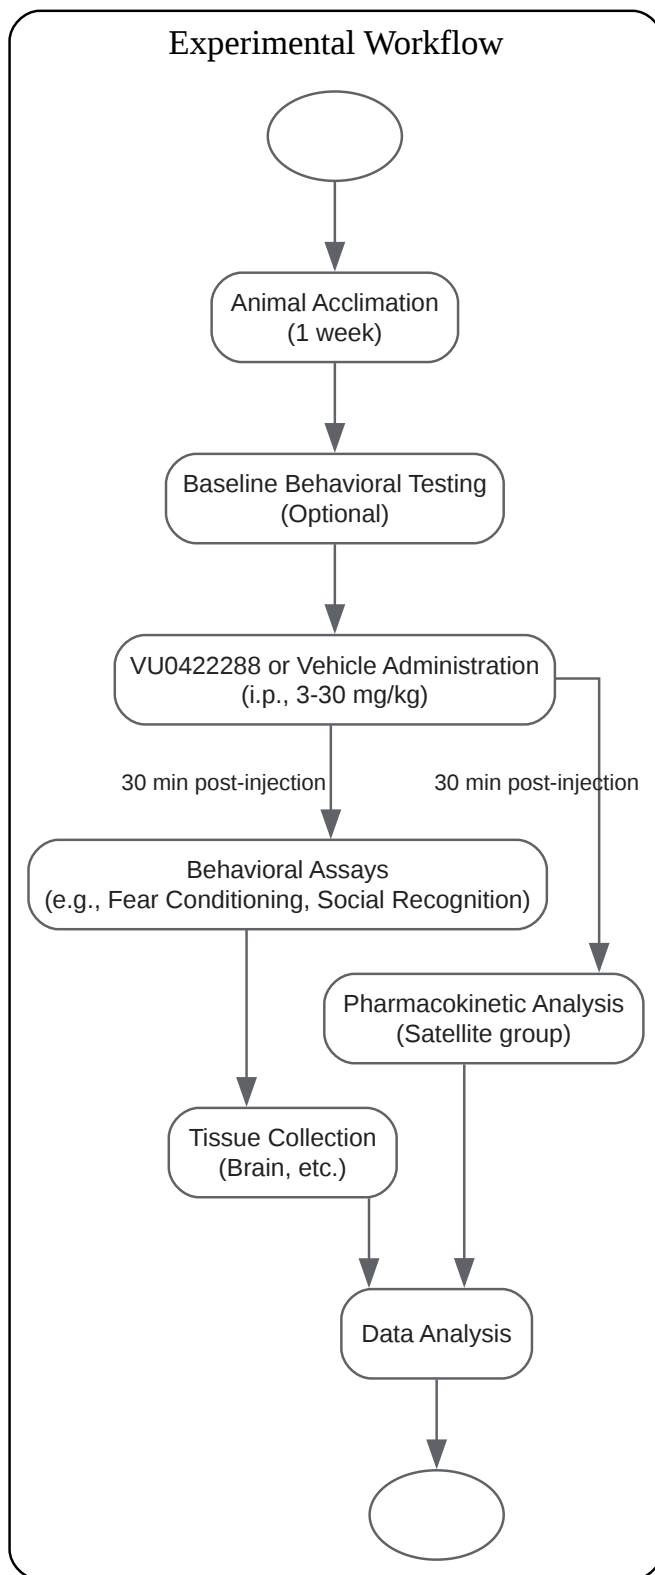 Experimental Workflow
Animal Acclimation
(1 week)
Baseline Behavioral Testing
(Optional)
VU0422288 or Vehicle Administration
(i.p., 3-30 mg/kg)
30 min post-injection
30 min post-injection
Behavioral Assays
(e.g., Fear Conditioning, Social Recognition)
Pharmacokinetic Analysis
(Satellite group)
Tissue Collection
(Brain, etc.)
Data Analysis